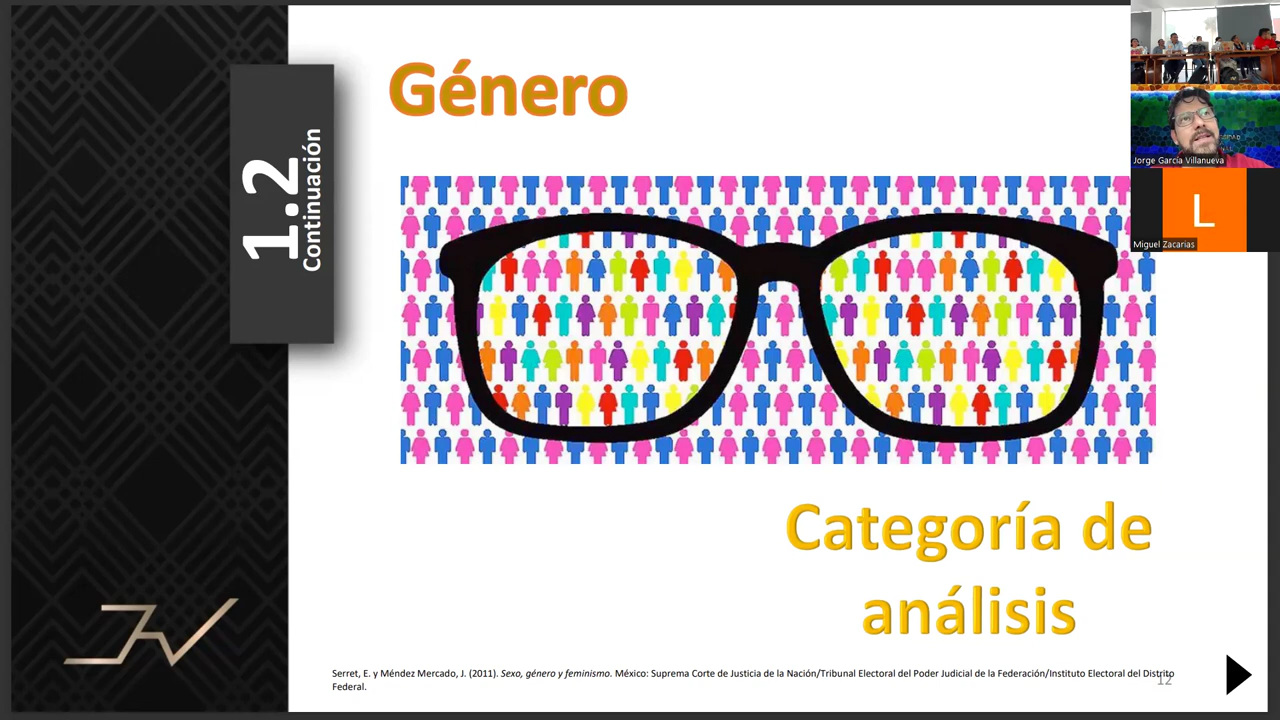 Género
1.2
Continuación
Jorge García Villanueva
L
Miguel Zacarías
Categoría de
análisis
Serret, E. y Méndez Mercado, J. (2011). Sexo, género y feminismo. México: Suprema Corte de Justicia de la Nación/Tribunal Electoral del Poder Judicial de la Federación/Instituto Electoral del Distrito
Federal.
12